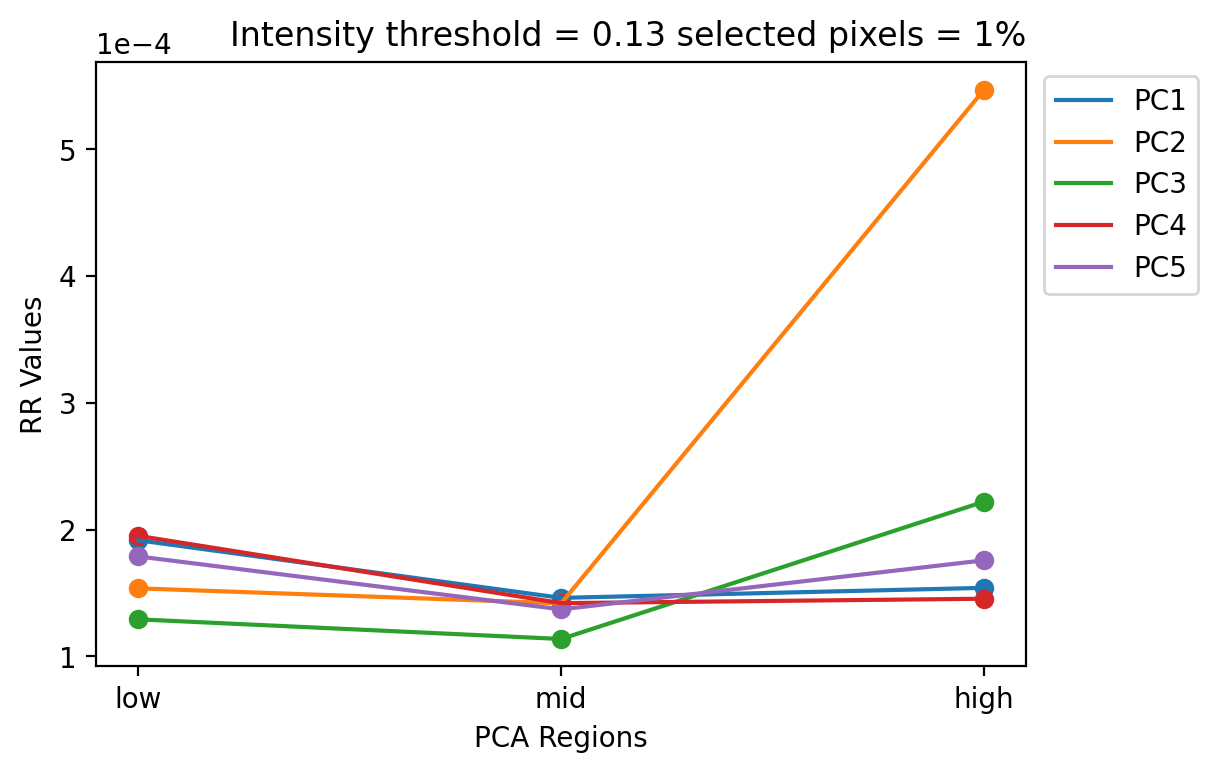 Intensity threshold = 0.13 selected pixels = 1%
1e−4
5
4
3
2
1
RR Values
low
mid
high
PCA Regions
PC1
PC2
PC3
PC4
PC5